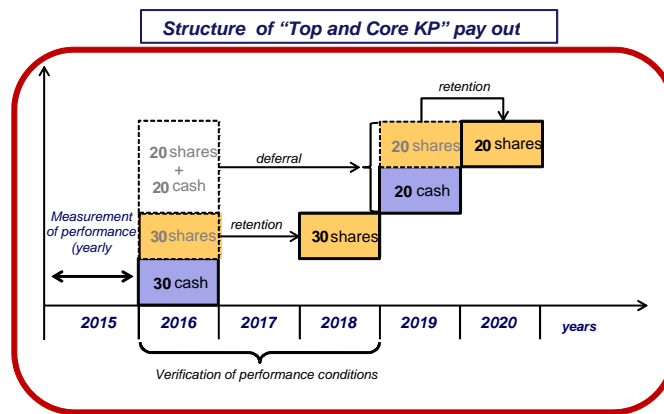 Structure of “Top and Core KP” pay out
retention
20 shares
+
20 cash
deferral
20 shares
20 shares
20 cash
Measurement
of performance
(yearly
30 shares
retention
30 shares
30 cash
2015
2016
2017
2018
2019
2020
years
Verification of performance conditions